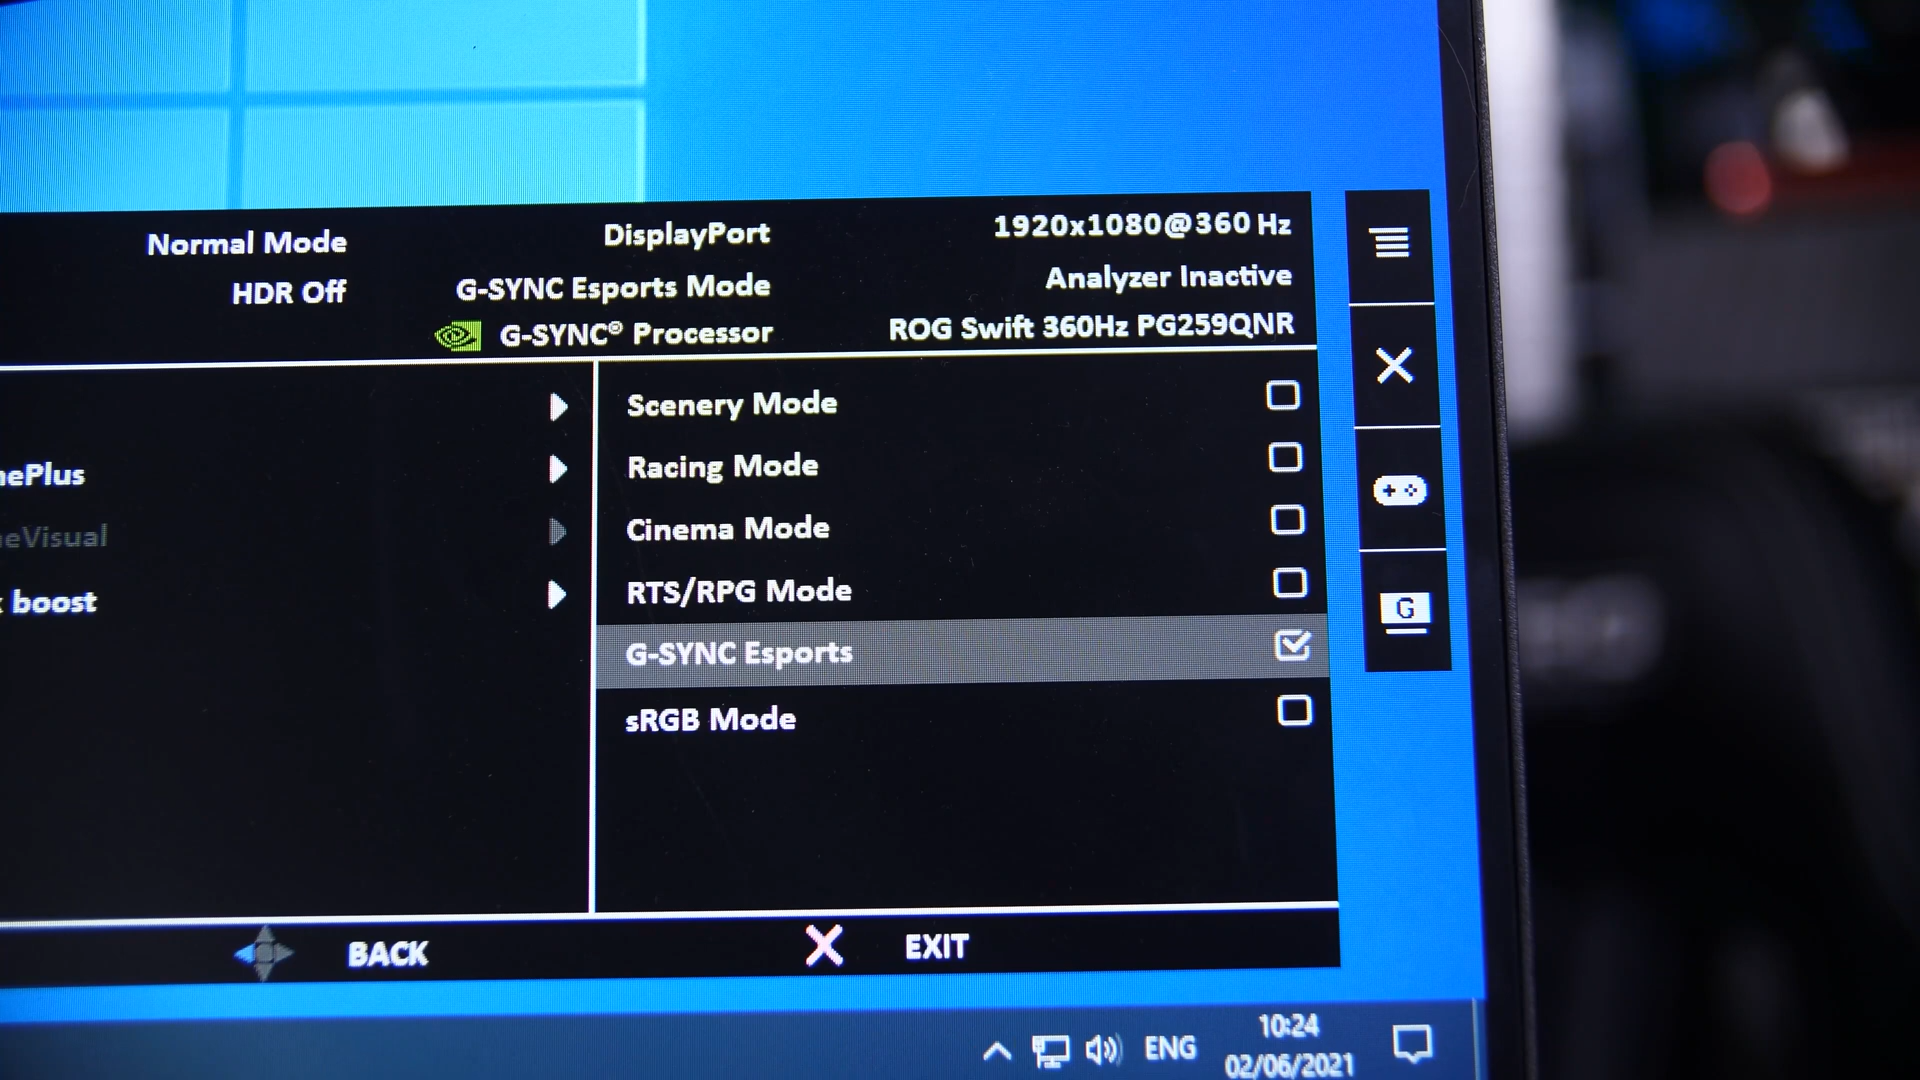 Normal Mode
DisplayPort
1920x1080@360 Hz
HDR Off
G-SYNC Esports Mode
Analyzer Inactive
G-SYNC® Processor
ROG Swift 360Hz PG259QNR
ePlus
eVisual
boost
Scenery Mode
Racing Mode
Cinema Mode
RTS/RPG Mode
G-SYNC Esports
sRGB Mode
G
BACK
EXIT
ENG
10:24
02/06/2021